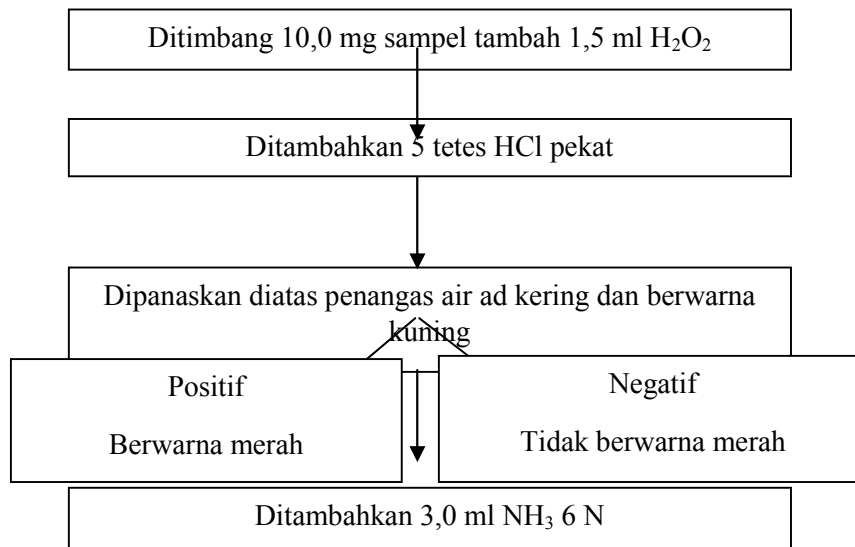 Ditimbang 10,0 mg sampel tambah 1,5 ml H₂O₂
Ditambahkan 5 tetes HCl pekat
Dipanaskan diatas penangas air ad kering dan berwarna
kuning
Positif
Berwarna merah
Negatif
Tidak berwarna merah
Ditambahkan 3,0 ml NH₃ 6 N